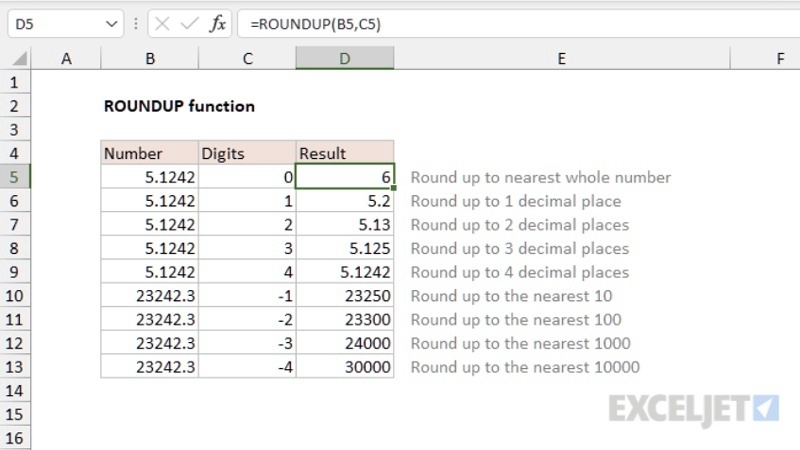 D5 fx =ROUNDUP(B5,C5)
A B C D E F
1
2 ROUNDUP function
3
4 Number Digits Result
5 5.1242 0 6 Round up to nearest whole number
6 5.1242 1 5.2 Round up to 1 decimal place
7 5.1242 2 5.13 Round up to 2 decimal places
8 5.1242 3 5.125 Round up to 3 decimal places
9 5.1242 4 5.1242 Round up to 4 decimal places
10 23242.3 -1 23250 Round up to the nearest 10
11 23242.3 -2 23300 Round up to the nearest 100
12 23242.3 -3 24000 Round up to the nearest 1000
13 23242.3 -4 30000 Round up to the nearest 10000
14
15 EXCELJET
16